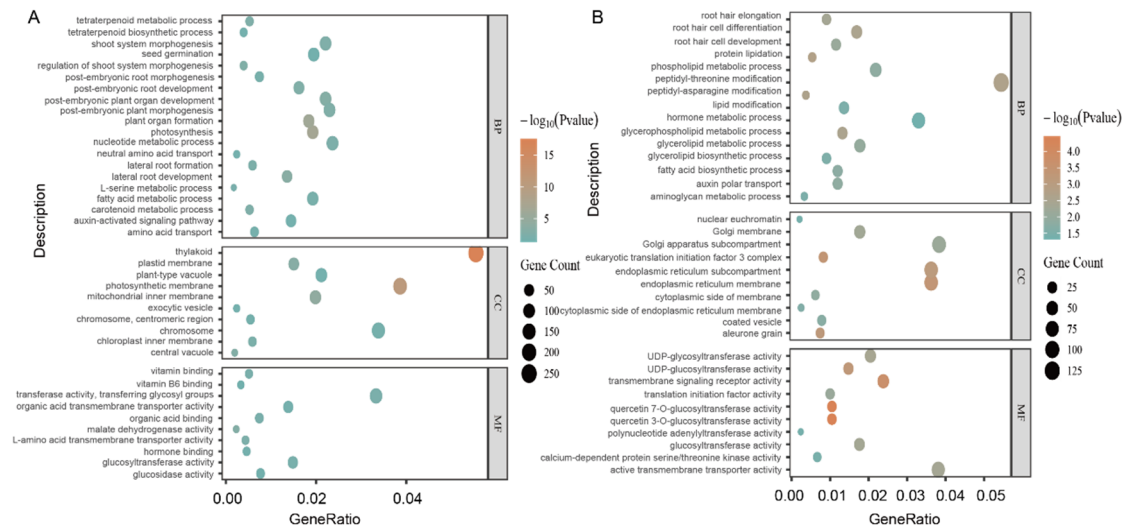 A
tetraterpenoid metabolic process
tetraterpenoid biosynthetic process
shoot system morphogenesis
seed germination
regulation of shoot system morphogenesis
post-embryonic root morphogenesis
post-embryonic root development
post-embryonic plant organ development
post-embryonic plant morphogenesis
plant organ formation
photosynthesis
nucleotide metabolic process
neutral amino acid transport
lateral root formation
lateral root development
L-serine metabolic process
fatty acid metabolic process
carotenoid metabolic process
auxin-activated signaling pathway
amino acid transport
BP
thylakoid
plastid membrane
plant-type vacuole
photosynthetic membrane
mitochondrial inner membrane
exocytic vesicle
chromosome, centromeric region
chromosome
chloroplast inner membrane
central vacuole
CC
vitamin binding
vitamin B6 binding
transferase activity, transferring glycosyl groups
organic acid transmembrane transporter activity
organic acid binding
malate dehydrogenase activity
L-amino acid transmembrane transporter activity
hormone binding
glucosyltransferase activity
glucosidase activity
MF
Description
0.00 0.02 0.04
GeneRatio
−log10(Pvalue)
15
10
5
Gene Count
50
100
150
200
250
B
root hair elongation
root hair cell differentiation
root hair cell development
protein lipidation
phospholipid metabolic process
peptidyl-threonine modification
peptidyl-asparagine modification
lipid modification
hormone metabolic process
glycerophospholipid metabolic process
glycerolipid metabolic process
glycerolipid biosynthetic process
fatty acid biosynthetic process
auxin polar transport
aminoglycan metabolic process
BP
nuclear euchromatin
Golgi membrane
Golgi apparatus subcompartment
eukaryotic translation initiation factor 3 complex
endoplasmic reticulum subcompartment
endoplasmic reticulum membrane
cytoplasmic side of membrane
cytoplasmic side of endoplasmic reticulum membrane
coated vesicle
aleurone grain
CC
UDP-glycosyltransferase activity
UDP-glucosyltransferase activity
transmembrane signaling receptor activity
translation initiation factor activity
quercetin 7-O-glucosyltransferase activity
quercetin 3-O-glucosyltransferase activity
polynucleotide adenylyltransferase activity
glucosyltransferase activity
calcium-dependent protein serine/threonine kinase activity
active transmembrane transporter activity
MF
Description
0.00 0.01 0.02 0.03 0.04 0.05
GeneRatio
−log10(Pvalue)
4.0
3.5
3.0
2.5
2.0
1.5
Gene Count
25
50
75
100
125